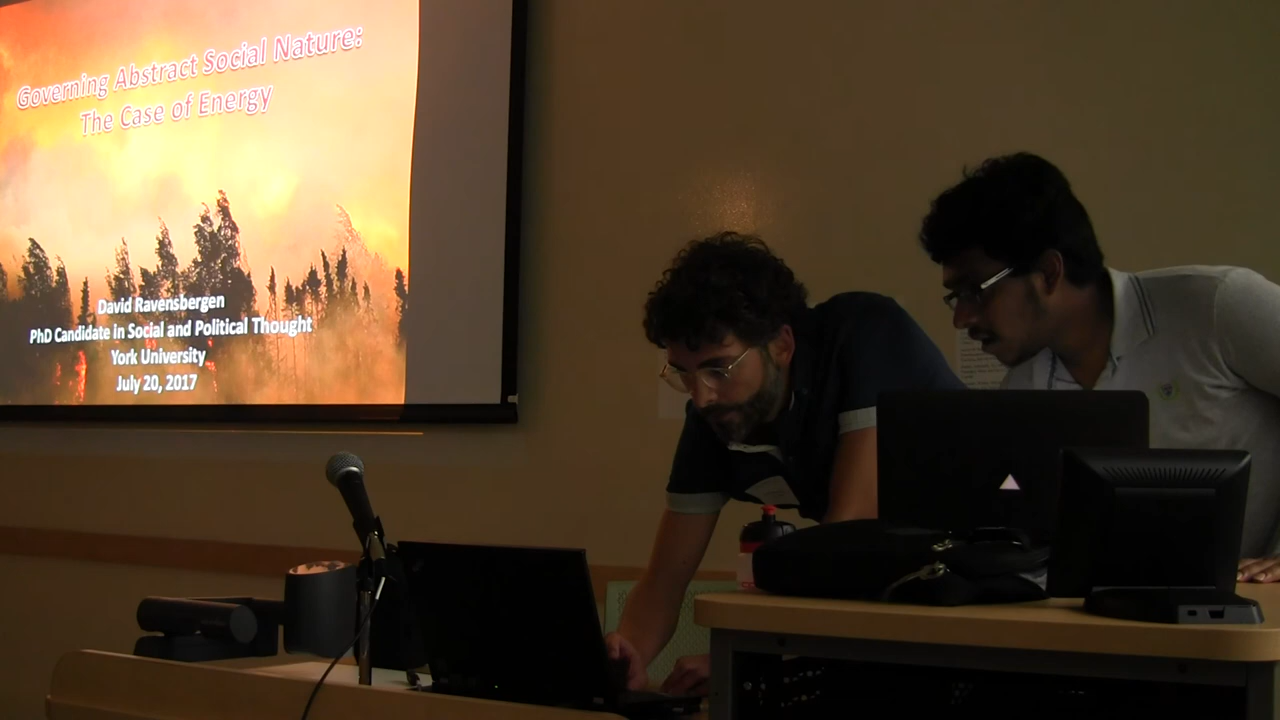 Governing Abstract Social Nature:
The Case of Energy
David Ravensbergen
PhD Candidate in Social and Political Thought
York University
July 20, 2017